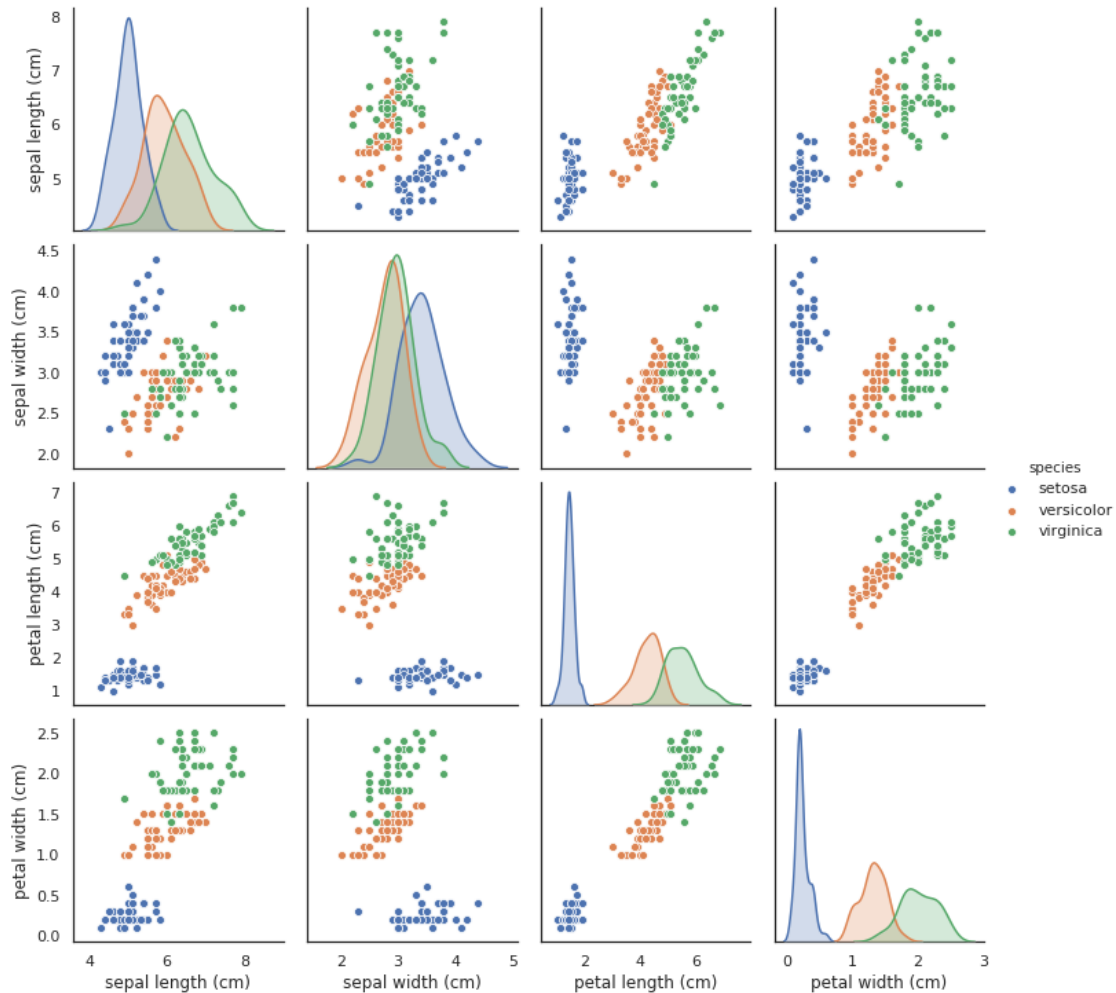 8
7
6
5
sepal length (cm)
4.5
4.0
3.5
3.0
2.5
2.0
sepal width (cm)
species
setosa
versicolor
virginica
7
6
5
4
3
2
1
petal length (cm)
2.5
2.0
1.5
1.0
0.5
0.0
petal width (cm)
4 6 8
2 3 4 5
2 4 6
0 1 2 3
sepal length (cm)
sepal width (cm)
petal length (cm)
petal width (cm)